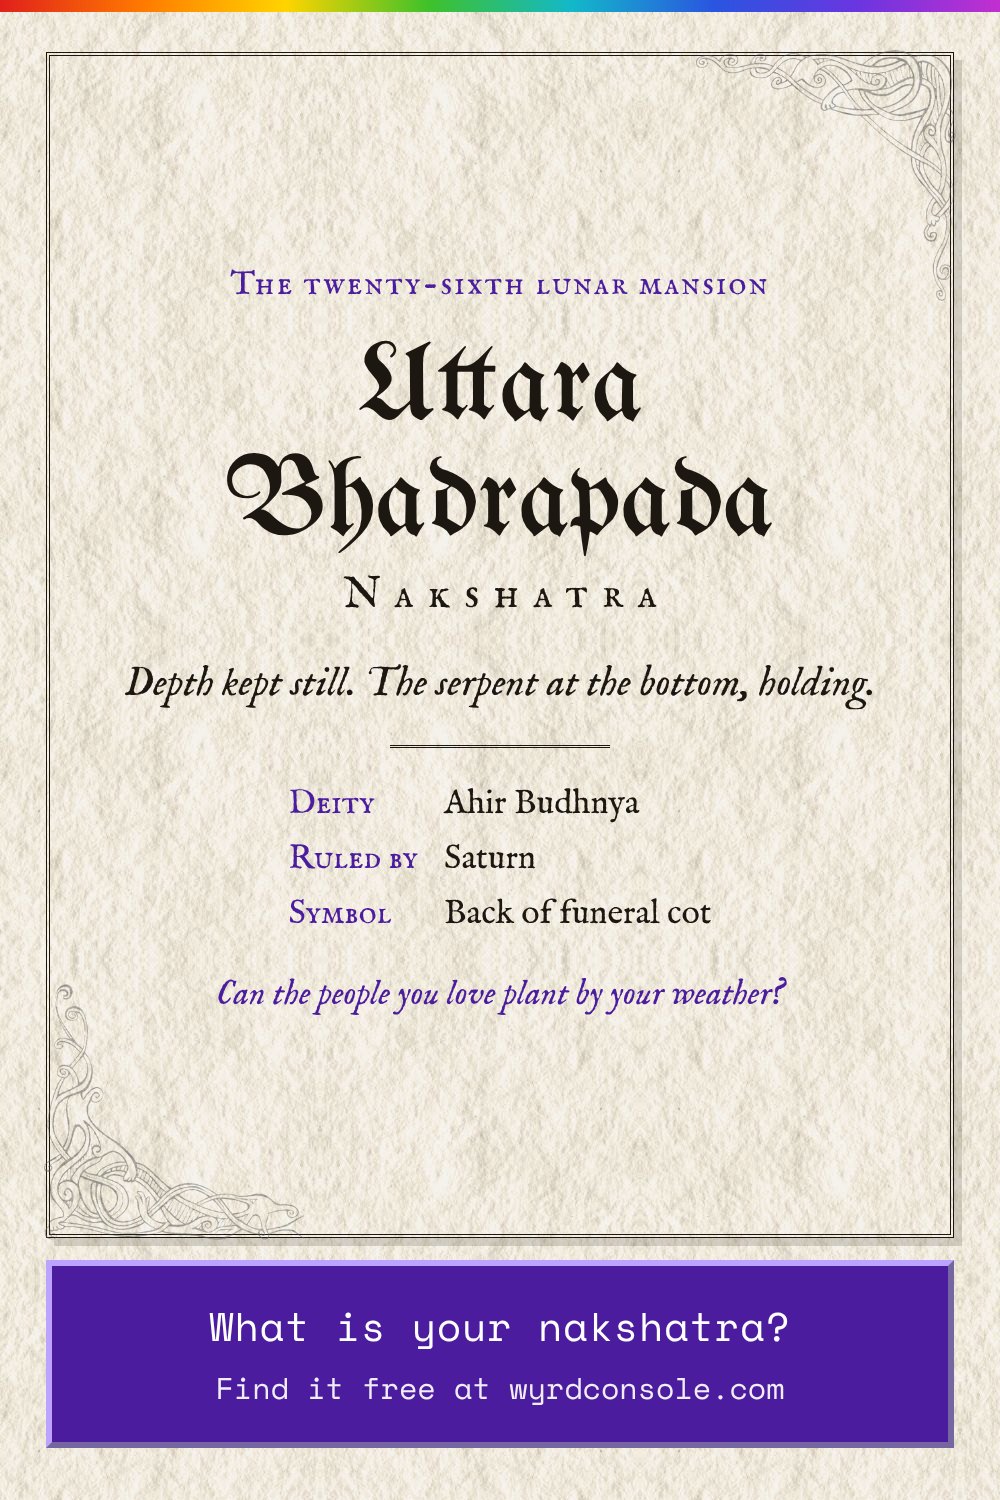 The twenty-sixth lunar mansion
Uttara
Bhadrapada
Nakshatra
Depth kept still. The serpent at the bottom, holding.
Deity Ahir Budhnya
Ruled by Saturn
Symbol Back of funeral cot
Can the people you love plant by your weather?
What is your nakshatra?
Find it free at wyrdconsole.com